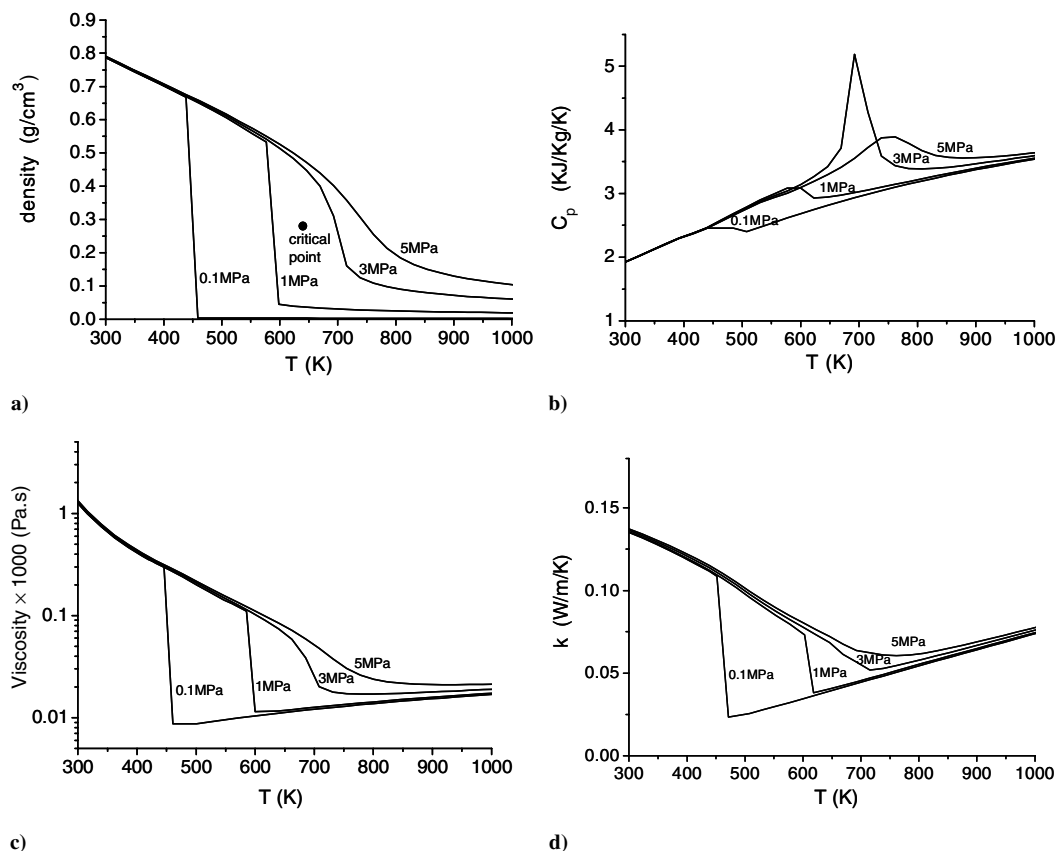 0.9
0.8
0.7
0.6
0.5
0.4
0.3
0.2
0.1
0.0
density (g/cm³)
300 400 500 600 700 800 900 1000
T (K)
0.1MPa
1MPa
critical
point
3MPa
5MPa
a)
5
4
3
2
1
Cp (KJ/Kg/K)
300 400 500 600 700 800 900 1000
T (K)
0.1MPa
1MPa
3MPa
5MPa
b)
1
0.1
0.01
Viscosity × 1000 (Pa.s)
300 400 500 600 700 800 900 1000
T (K)
0.1MPa
1MPa
3MPa
5MPa
c)
0.15
0.10
0.05
0.00
k (W/m/K)
300 400 500 600 700 800 900 1000
T (K)
0.1MPa
1MPa
3MPa
5MPa
d)